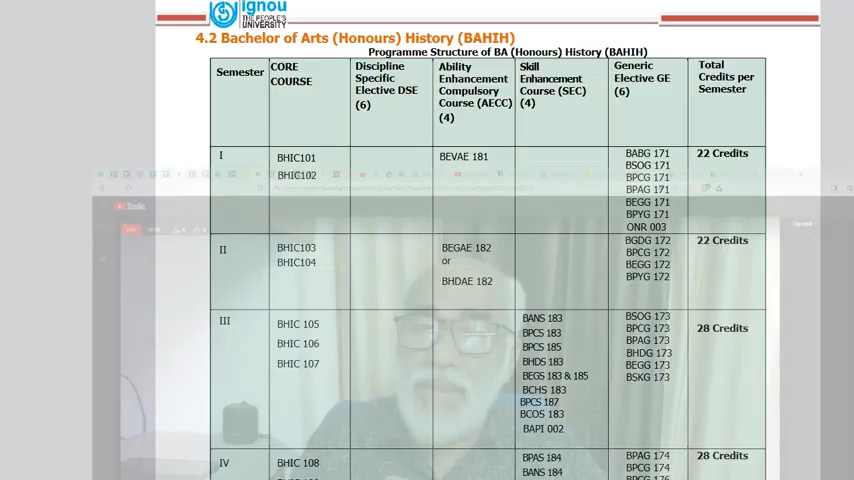 ignou
THE PEOPLE'S
UNIVERSITY
4.2 Bachelor of Arts (Honours) History (BAHIH)
Programme Structure of BA (Honours) History (BAHIH)
Semester
CORE
COURSE
Discipline
Specific
Elective DSE
(6)
Ability
Enhancement
Compulsory
Course (AECC)
(4)
Skill
Enhancement
Course (SEC)
(4)
Generic
Elective GE
(6)
Total
Credits per
Semester
I
BHIC101
BHIC102
BEVAE 181
BABG 171
BSOG 171
BPCG 171
BPAG 171
BEGG 171
BPYG 171
ONR 003
22 Credits
Studio
II
BHIC103
BHIC104
BEGAE 182
or
BHDAE 182
BGDG 172
BPCG 172
BEGG 172
BPYG 172
22 Credits
III
BHIC 105
BHIC 106
BHIC 107
BANS 183
BPCS 183
BPCS 185
BHDS 183
BEGS 183 & 185
BCHS 183
BPCS 187
BCOS 183
BAPI 002
BSOG 173
BPCG 173
BPAG 173
BHDG 173
BEGG 173
BSKG 173
28 Credits
IV
BHIC 108
BPAS 184
BANS 184
BPAG 174
BPCG 174
28 Credits